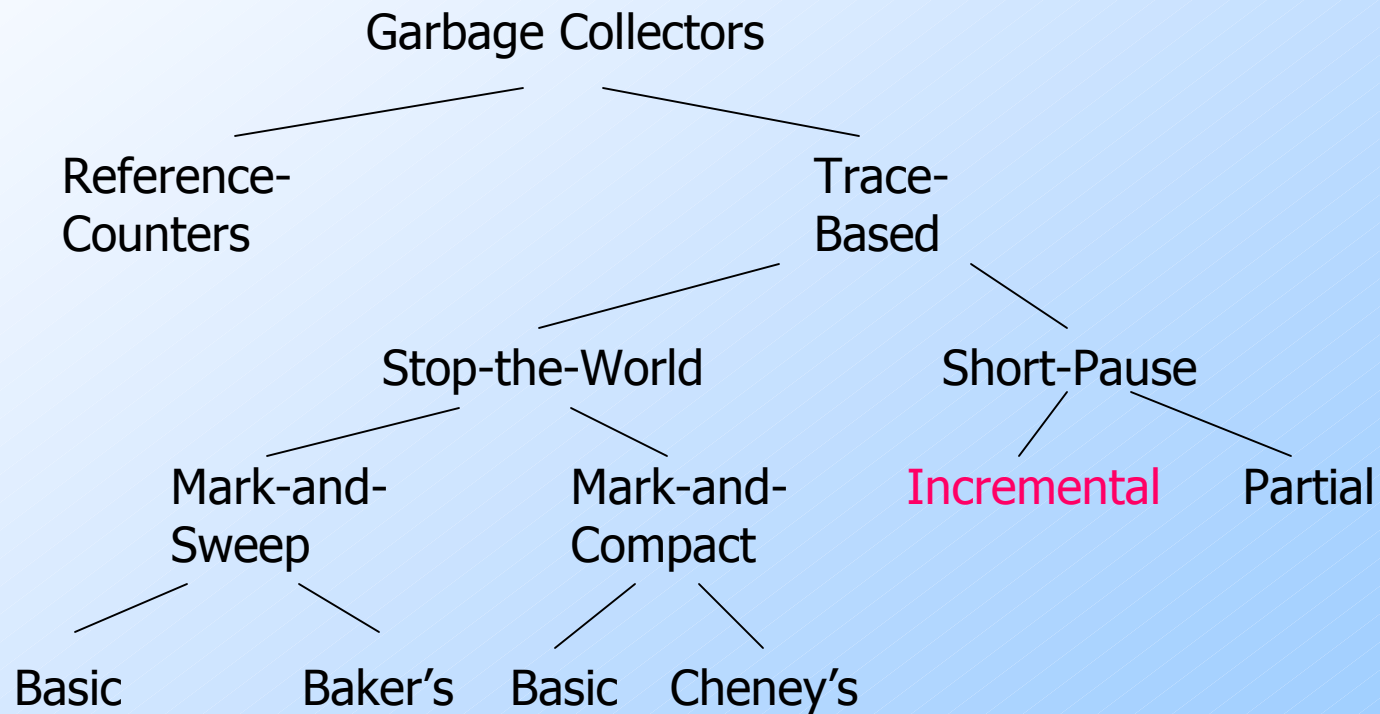 Garbage Collectors
Reference-
Counters
Trace-
Based
Stop-the-World
Short-Pause
Mark-and-
Sweep
Mark-and-
Compact
Incremental
Partial
Basic
Baker’s
Basic
Cheney’s